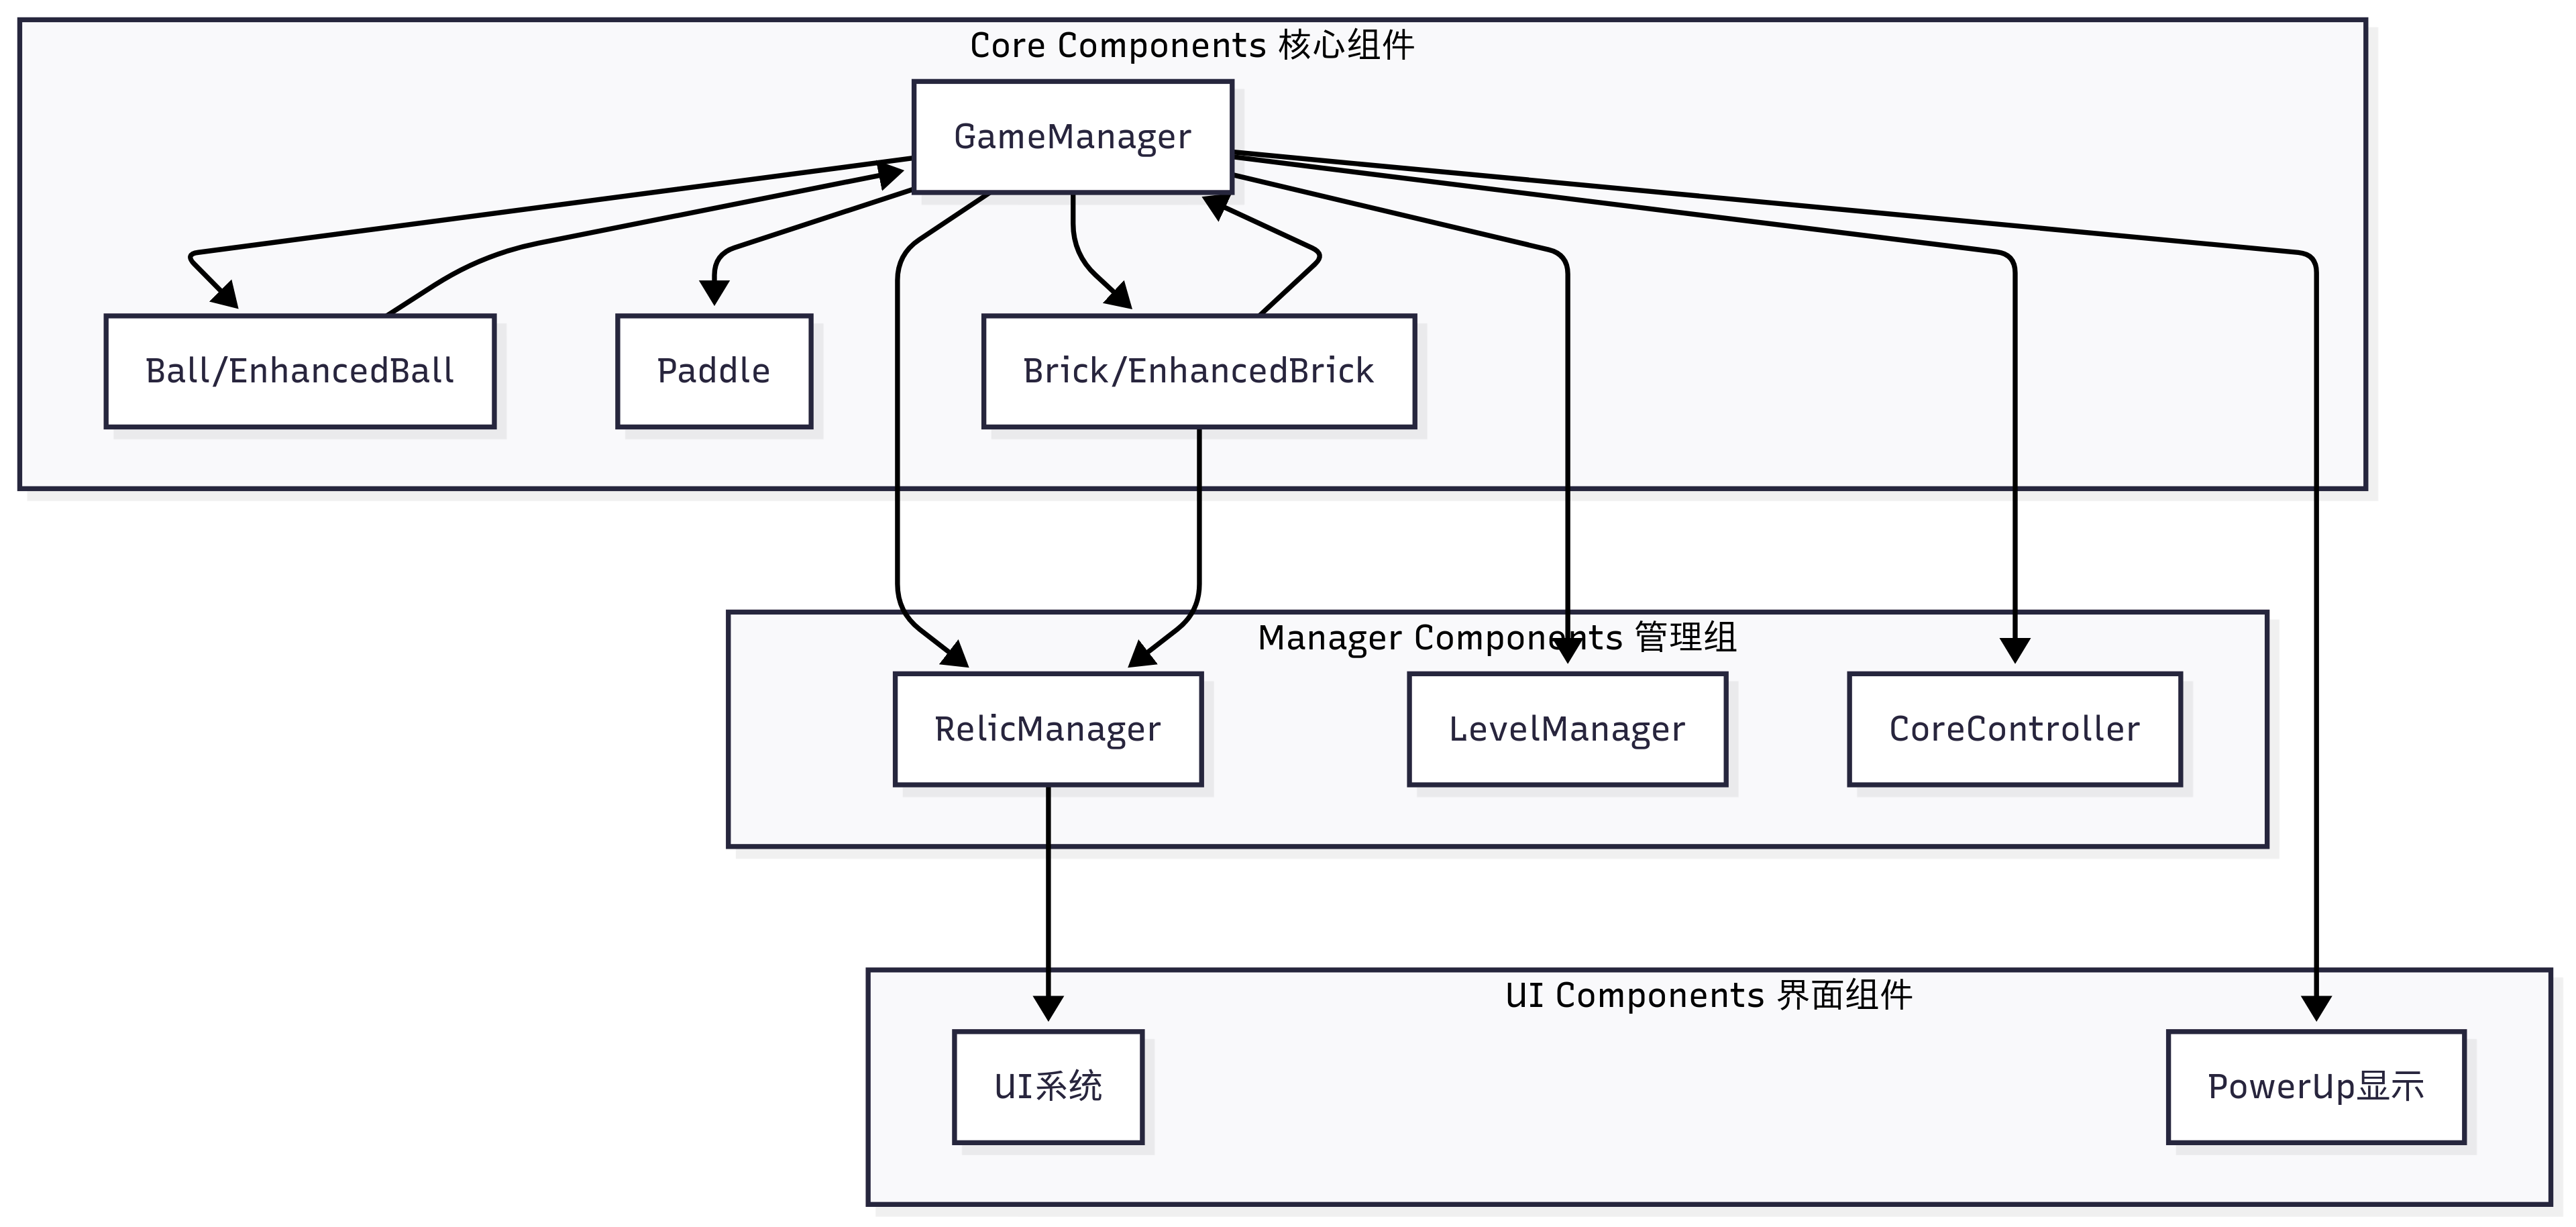 Core Components 核心组件
GameManager
Ball/EnhancedBall
Paddle
Brick/EnhancedBrick
Manager Components 管理组
RelicManager
LevelManager
CoreController
UI Components 界面组件
UI系统
PowerUp显示